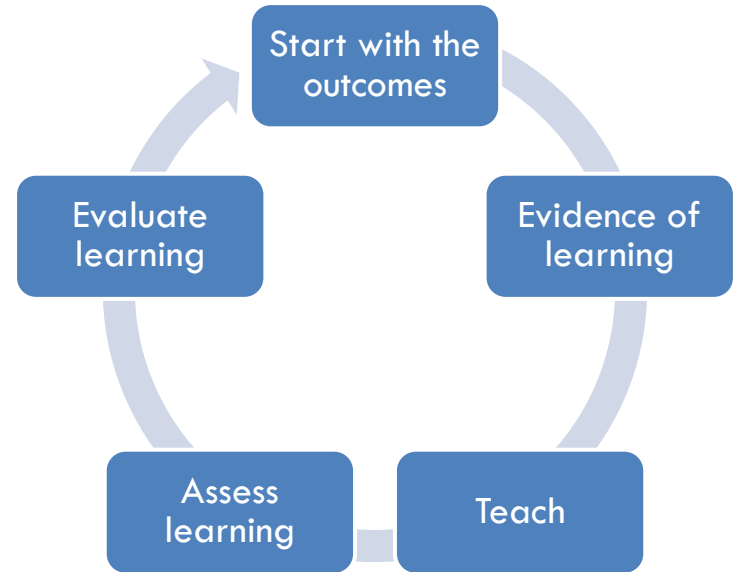 Start with the
outcomes
Evidence of
learning
Teach
Assess
learning
Evaluate
learning